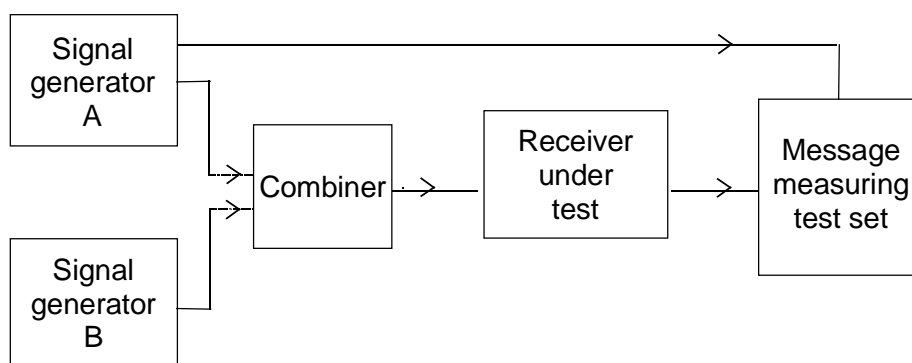 Signal
generator
A
Combiner
Receiver
under
test
Message
measuring
test set
Signal
generator
B